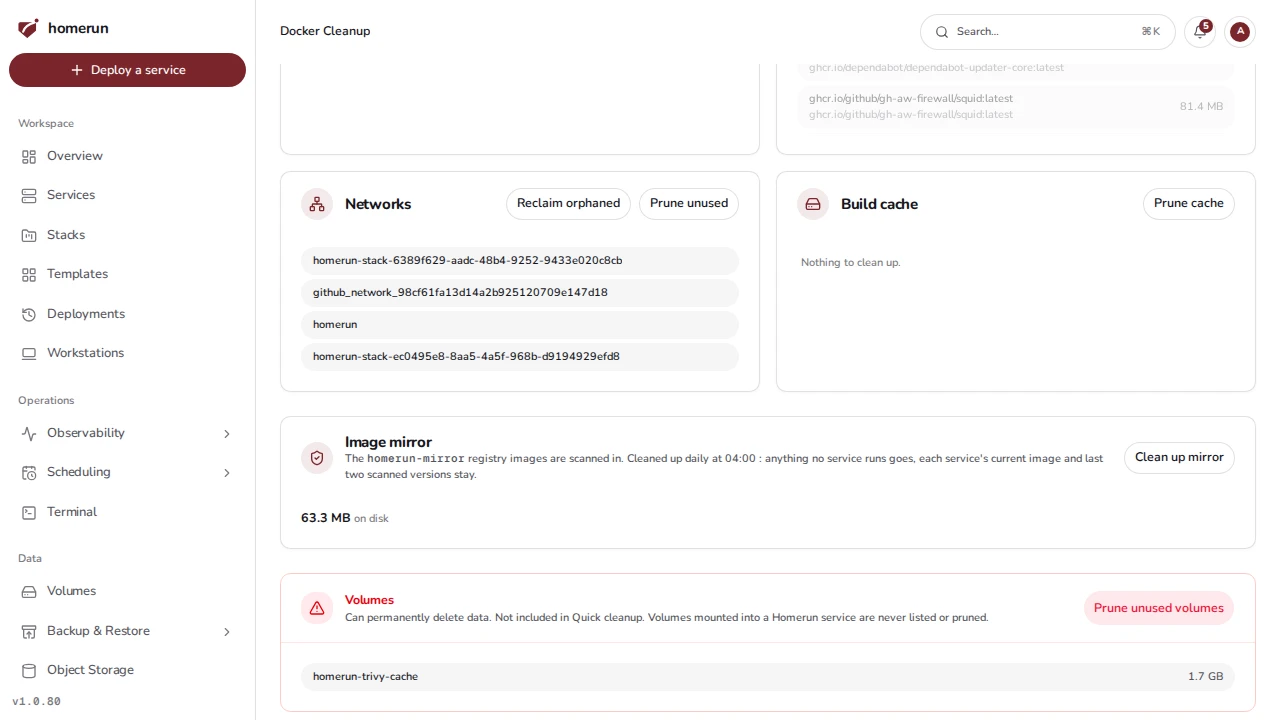 homerun
Docker Cleanup
Search...
⌘K
5
A
Deploy a service
Workspace
Overview
Services
Stacks
Templates
Deployments
Workstations
Operations
Observability
Scheduling
Terminal
Data
Volumes
Backup & Restore
Object Storage
v1.0.80
ghcr.io/dependabot/dependabot-updater-core:latest
ghcr.io/github/gh-aw-firewall/squid:latest
ghcr.io/github/gh-aw-firewall/squid:latest
81.4 MB
Networks
Reclaim orphaned
Prune unused
homerun-stack-6389f629-aadc-48b4-9252-9433e020c8cb
github_network_98cf61fa13d14a2b925120709e147d18
homerun
homerun-stack-ec0495e8-8aa5-4a5f-968b-d9194929efd8
Build cache
Prune cache
Nothing to clean up.
Image mirror
The homerun-mirror registry images are scanned in. Cleaned up daily at 04:00 : anything no service runs goes, each service's current image and last
two scanned versions stay.
Clean up mirror
63.3 MB on disk
Volumes
Can permanently delete data. Not included in Quick cleanup. Volumes mounted into a Homerun service are never listed or pruned.
Prune unused volumes
homerun-trivy-cache
1.7 GB